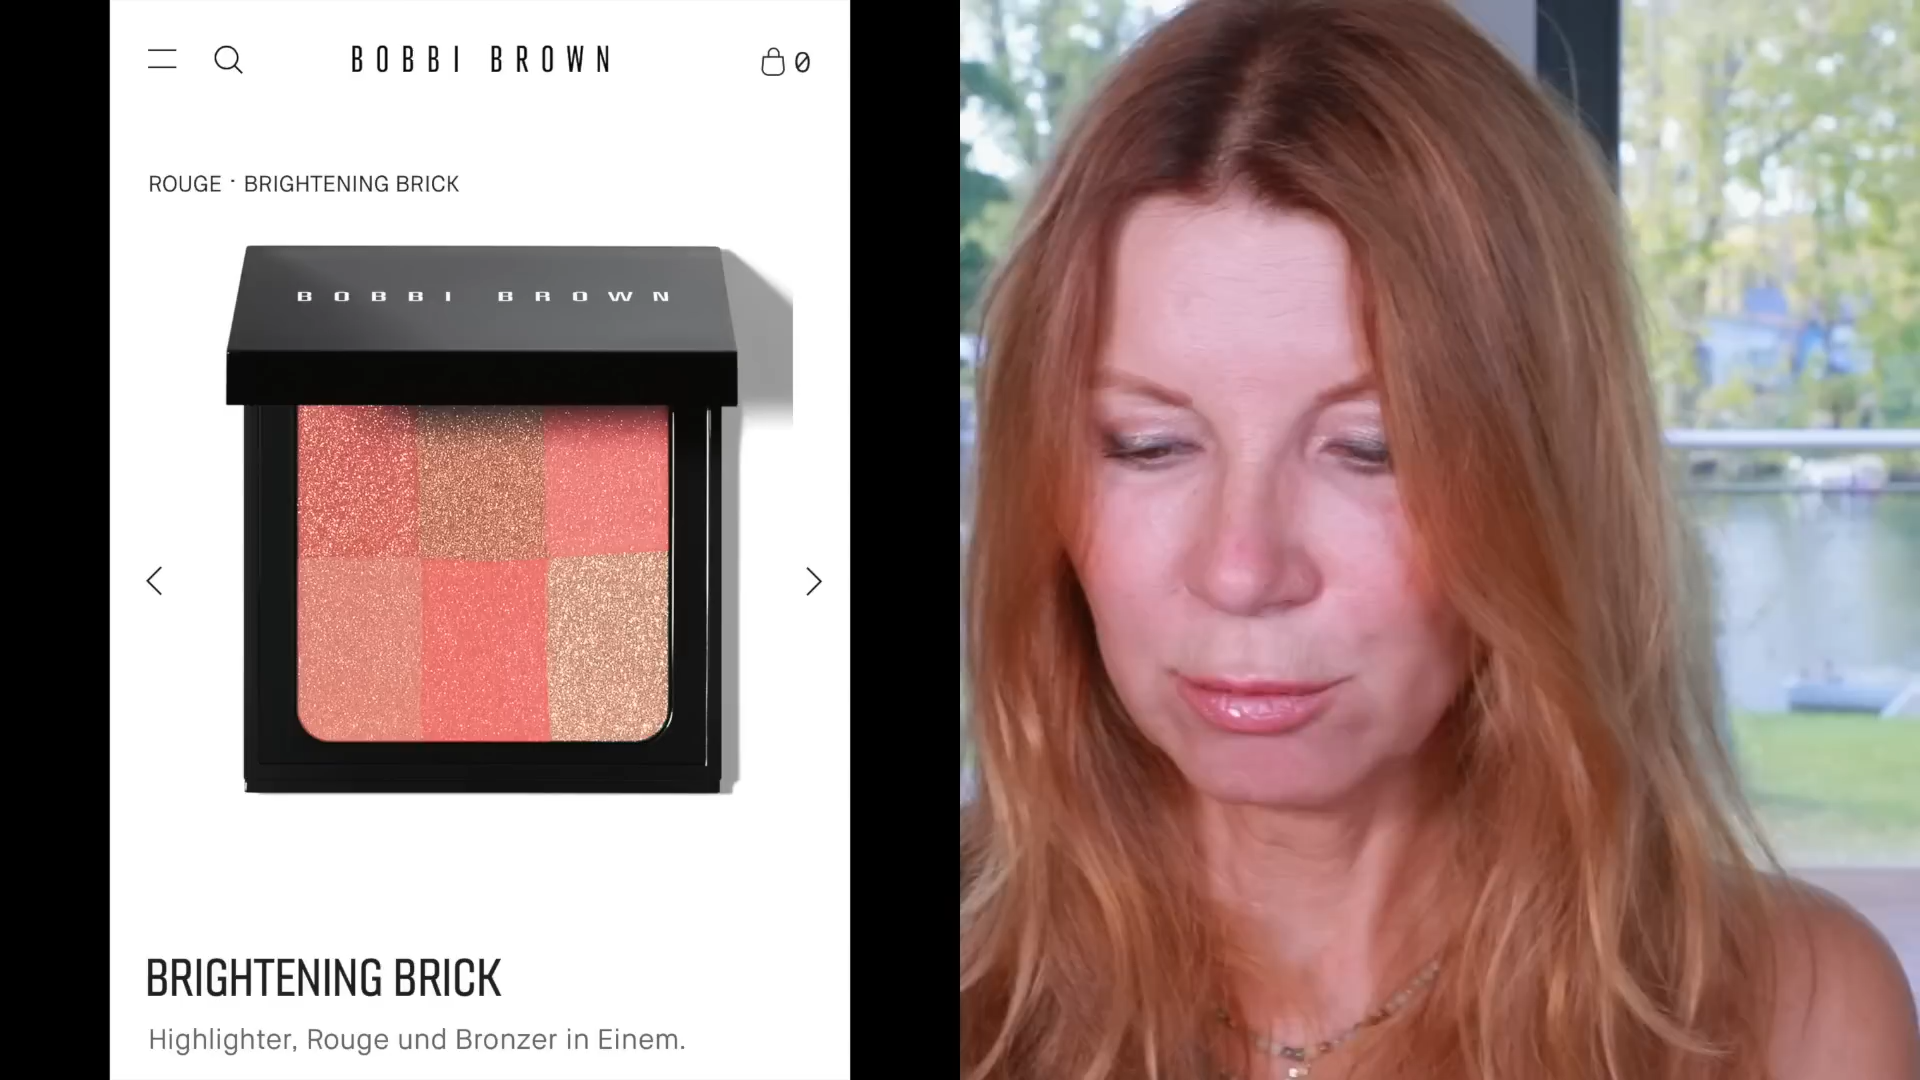 BOBBI BROWN
0
ROUGE · BRIGHTENING BRICK
BOBBI BROWN
BRIGHTENING BRICK
Highlighter, Rouge und Bronzer in Einem.